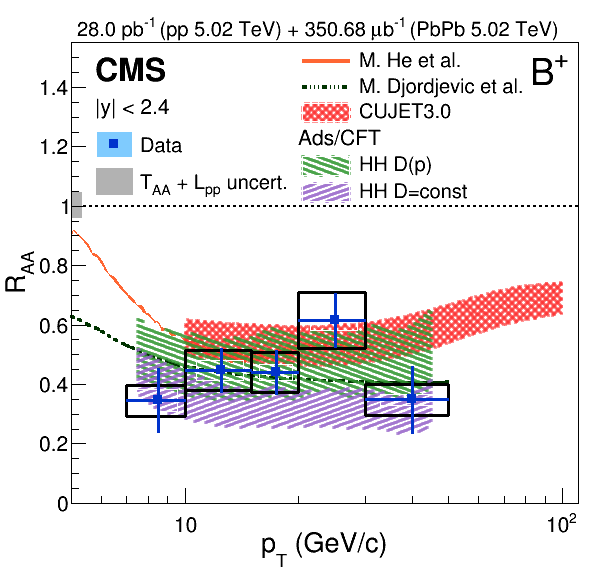 28.0 pb⁻¹ (pp 5.02 TeV) + 350.68 μb⁻¹ (PbPb 5.02 TeV)
CMS
B⁺
|y| < 2.4
Data
T_AA + L_pp uncert.
M. He et al.
M. Djordjevic et al.
CUJET3.0
Ads/CFT
HH D(p)
HH D=const
R_AA
1.4
1.2
1
0.8
0.6
0.4
0.2
0
10
10²
p_T (GeV/c)